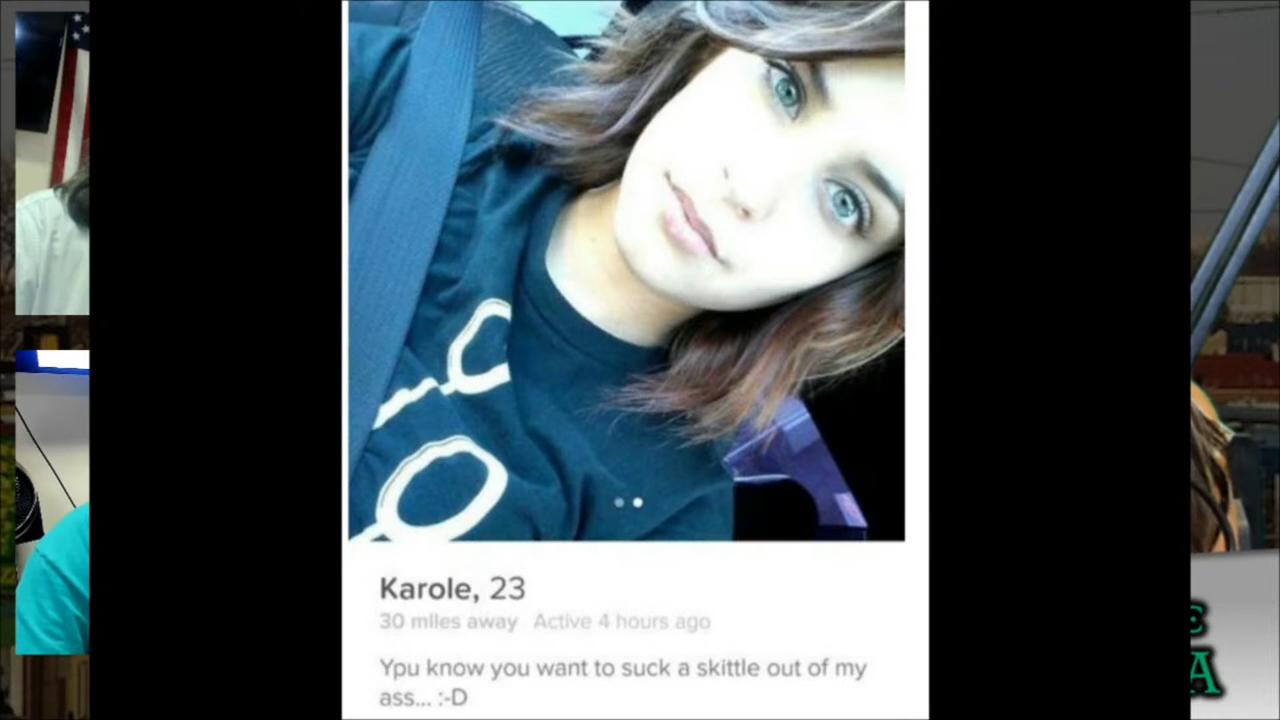 Karole, 23
30 miles away Active 4 hours ago
Ypu know you want to suck a skittle out of my
ass... :-D
E
A